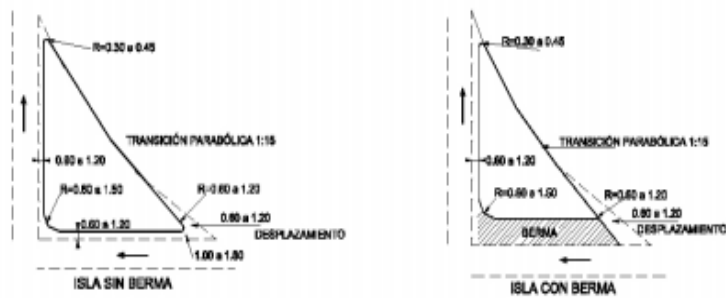 R=0.30 a 0.45
TRANSICIÓN PARABÓLICA 1:15
0.60 a 1.20
R=0.60 a 1.50
R=0.60 a 1.20
0.60 a 1.20
0.60 a 1.20
DESPLAZAMIENTO
1.00 a 1.50
ISLA SIN BERMA
R=0.30 a 0.45
TRANSICIÓN PARABÓLICA 1:15
0.60 a 1.20
R=0.60 a 1.50
R=0.60 a 1.20
0.60 a 1.20
BERMA
DESPLAZAMIENTO
ISLA CON BERMA